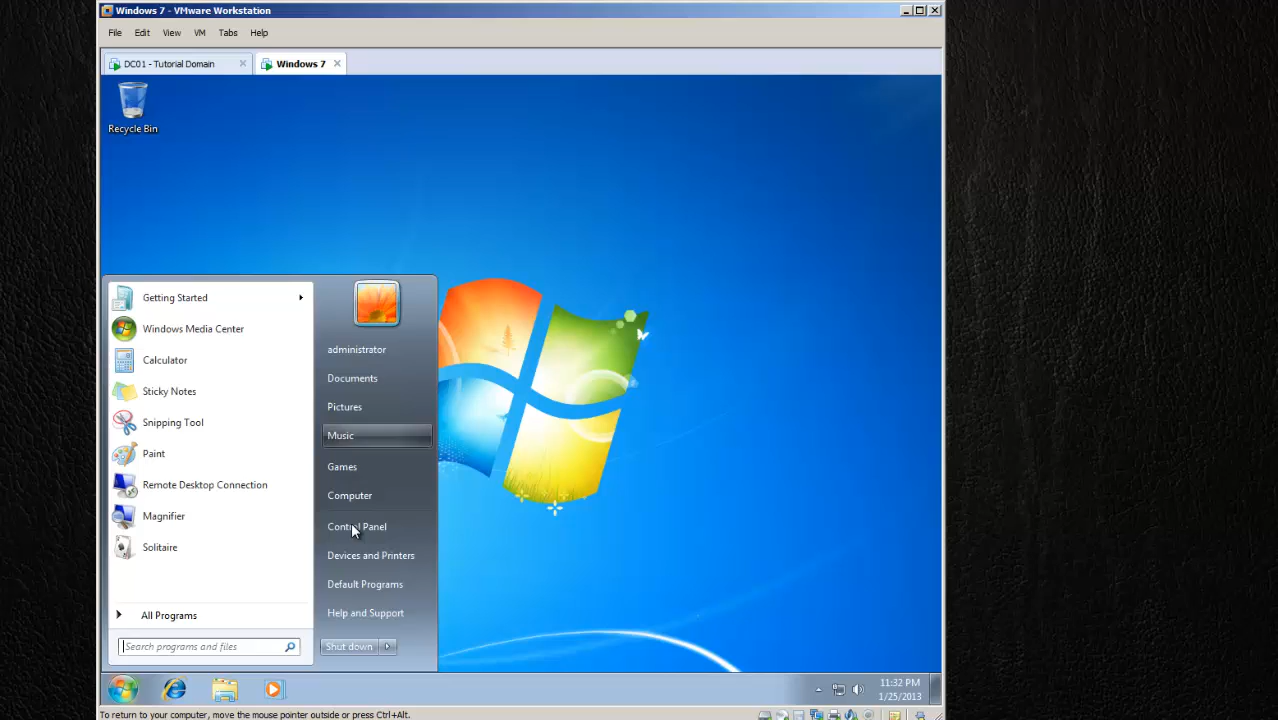 Windows 7 - VMware Workstation
File Edit View VM Tabs Help
DC01 - Tutorial Domain Windows 7
Recycle Bin
Getting Started
Windows Media Center
Calculator
Sticky Notes
Snipping Tool
Paint
Remote Desktop Connection
Magnifier
Solitaire
All Programs
Search programs and files
administrator
Documents
Pictures
Music
Games
Computer
Control Panel
Devices and Printers
Default Programs
Help and Support
Shut down
11:32 PM
1/25/2013
To return to your computer, move the mouse pointer outside or press Ctrl+Alt.